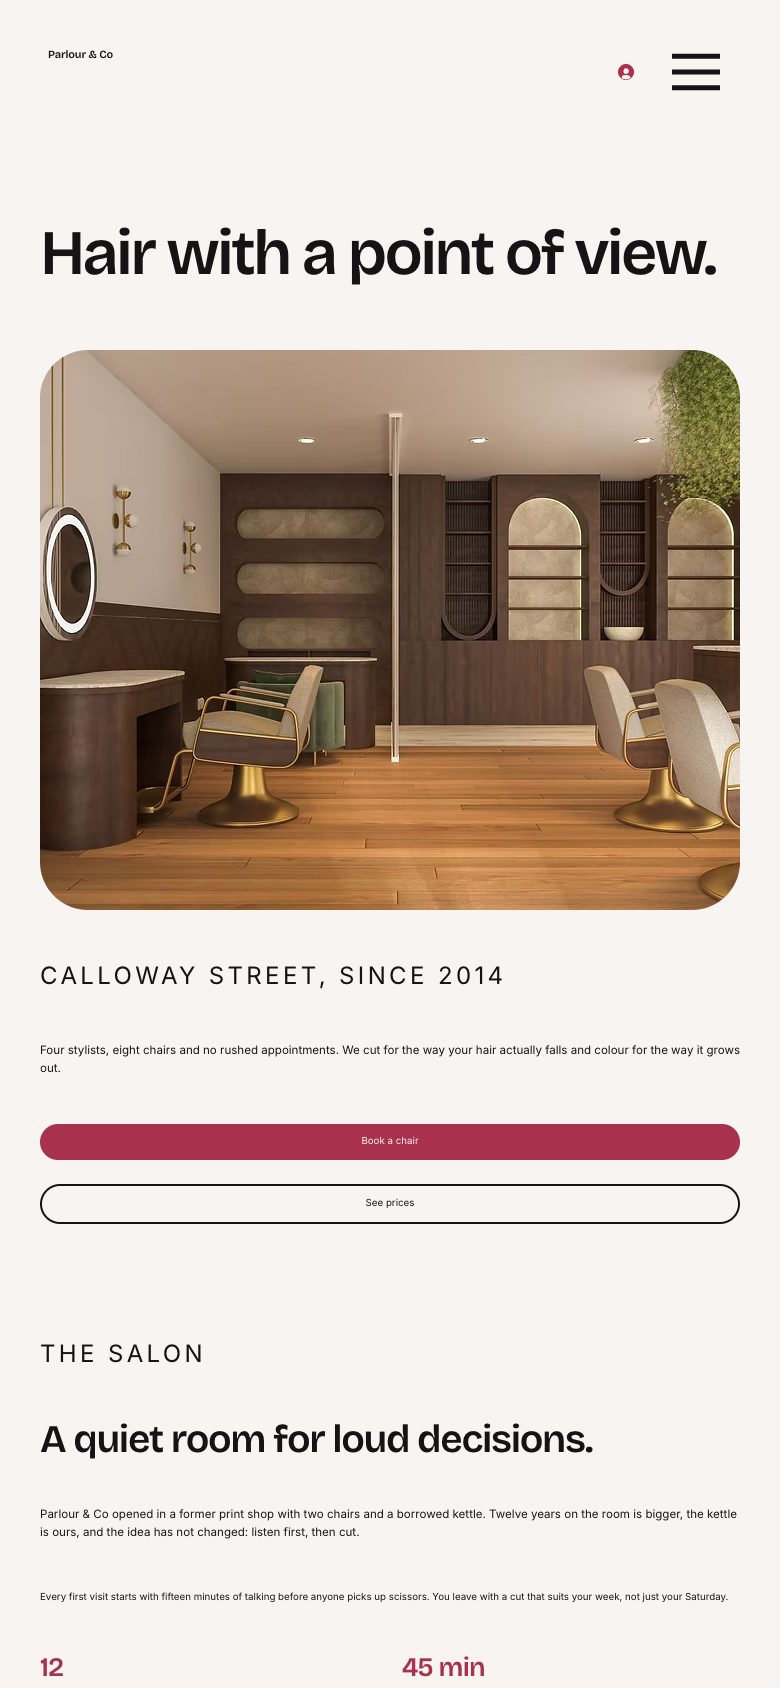 Parlour & Co
Hair with a point of view.
CALLOWAY STREET, SINCE 2014
Four stylists, eight chairs and no rushed appointments. We cut for the way your hair actually falls and colour for the way it grows
out.
Book a chair
See prices
THE SALON
A quiet room for loud decisions.
Parlour & Co opened in a former print shop with two chairs and a borrowed kettle. Twelve years on the room is bigger, the kettle
is ours, and the idea has not changed: listen first, then cut.
Every first visit starts with fifteen minutes of talking before anyone picks up scissors. You leave with a cut that suits your week, not just your Saturday.
12
45 min